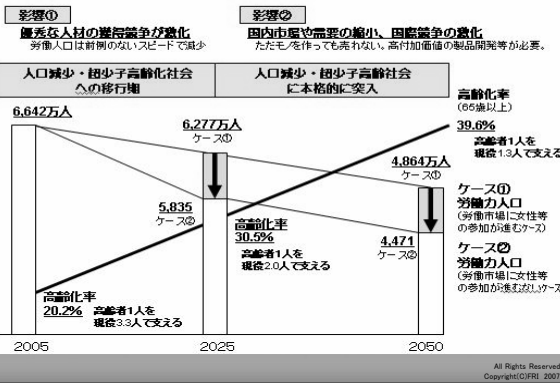 影響①
優秀な人材の獲得競争が激化
労働人口は前例のないスピードで減少
影響②
国内市場や需要の縮小、国際競争の激化
ただモノを作っても売れない。高付加価値の製品開発等が必要。
人口減少・超少子高齢化社会
への移行期
人口減少・超少子高齢社会
に本格的に突入
高齢化率
(65歳以上)
39.6%
高齢者1人を
現役1.3人で支える
6,642万人
6,277万人
ケース①
4,864万人
ケース①
5,835
ケース②
4,471
ケース②
高齢化率
30.5%
高齢者1人を
現役2.0人で支える
ケース①
労働力人口
(労働市場に女性等
の参加が進むケース)
ケース②
労働力人口
(労働市場に女性等
の参加が進まないケース)
高齢化率
20.2%
高齢者1人を
現役3.3人で支える
2005
2025
2050
All Rights Reserved
Copyright(C)FRI 2007